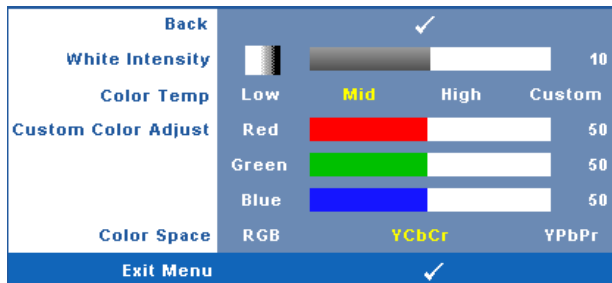 Back
White Intensity 10
Color Temp Low Mid High Custom
Custom Color Adjust Red 50
Green 50
Blue 50
Color Space RGB YCbCr YPbPr
Exit Menu